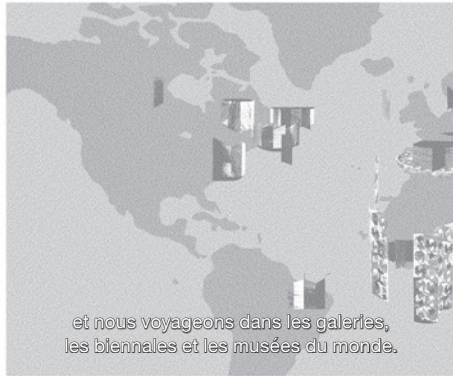 et nous voyageons dans les galeries,
les biennales et les musées du monde.